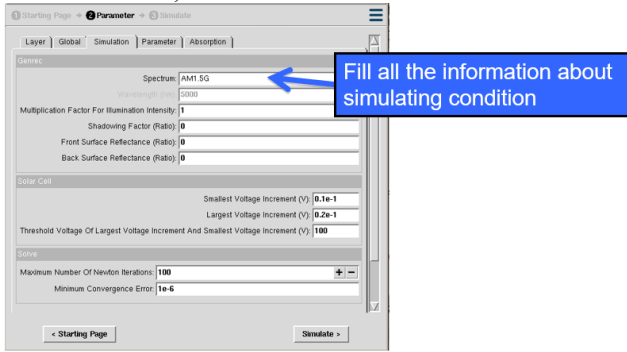 1 Starting Page → 2 Parameter → 3 Simulate
Layer Global Simulation Parameter Absorption
Genrec
Spectrum: AM1.5G
Wavelength (nm): 5000
Multiplication Factor For Illumination Intensity: 1
Shadowing Factor (Ratio): 0
Front Surface Reflectance (Ratio): 0
Back Surface Reflectance (Ratio): 0
Fill all the information about
simulating condition
Solar Cell
Smallest Voltage Increment (V): 0.1e-1
Largest Voltage Increment (V): 0.2e-1
Threshold Voltage Of Largest Voltage Increment And Smallest Voltage Increment (V): 100
Solve
Maximum Number Of Newton Iterations: 100 + −
Minimum Convergence Error: 1e-6
< Starting Page Simulate >